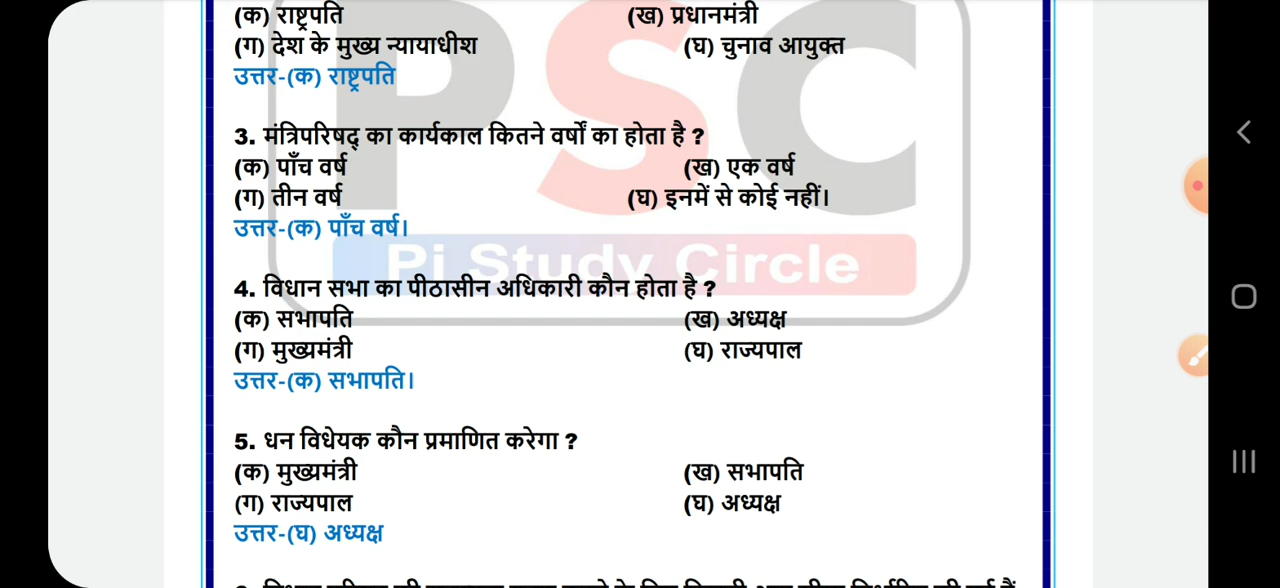 (क) राष्ट्रपति (ख) प्रधानमंत्री
(ग) देश के मुख्य न्यायाधीश (घ) चुनाव आयुक्त
उत्तर-(क) राष्ट्रपति
PSC
3. मंत्रिपरिषद् का कार्यकाल कितने वर्षों का होता है ?
(क) पाँच वर्ष (ख) एक वर्ष
(ग) तीन वर्ष (घ) इनमें से कोई नहीं।
उत्तर-(क) पाँच वर्ष।
Pi Study Circle
4. विधान सभा का पीठासीन अधिकारी कौन होता है ?
(क) सभापति (ख) अध्यक्ष
(ग) मुख्यमंत्री (घ) राज्यपाल
उत्तर-(क) सभापति।
5. धन विधेयक कौन प्रमाणित करेगा ?
(क) मुख्यमंत्री (ख) सभापति
(ग) राज्यपाल (घ) अध्यक्ष
उत्तर-(घ) अध्यक्ष